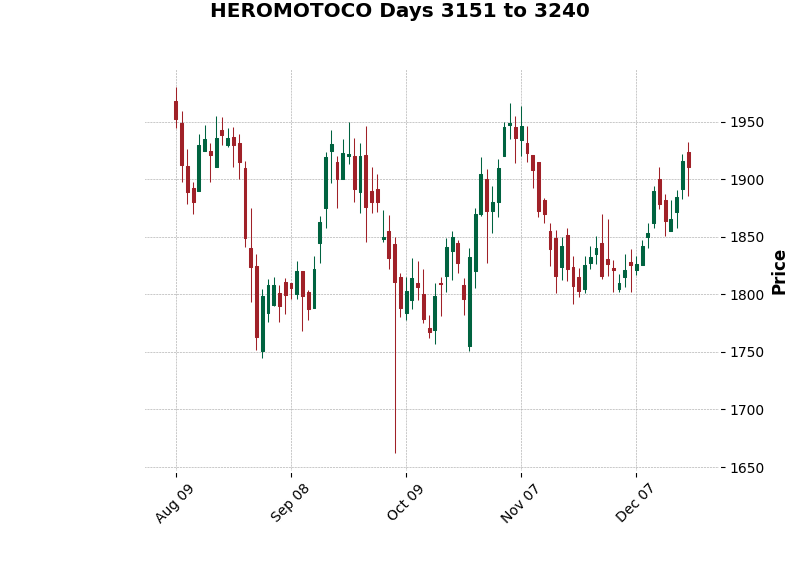 HEROMOTOCO Days 3151 to 3240
1950
1900
1850
1800
1750
1700
1650
Price
Aug 09
Sep 08
Oct 09
Nov 07
Dec 07